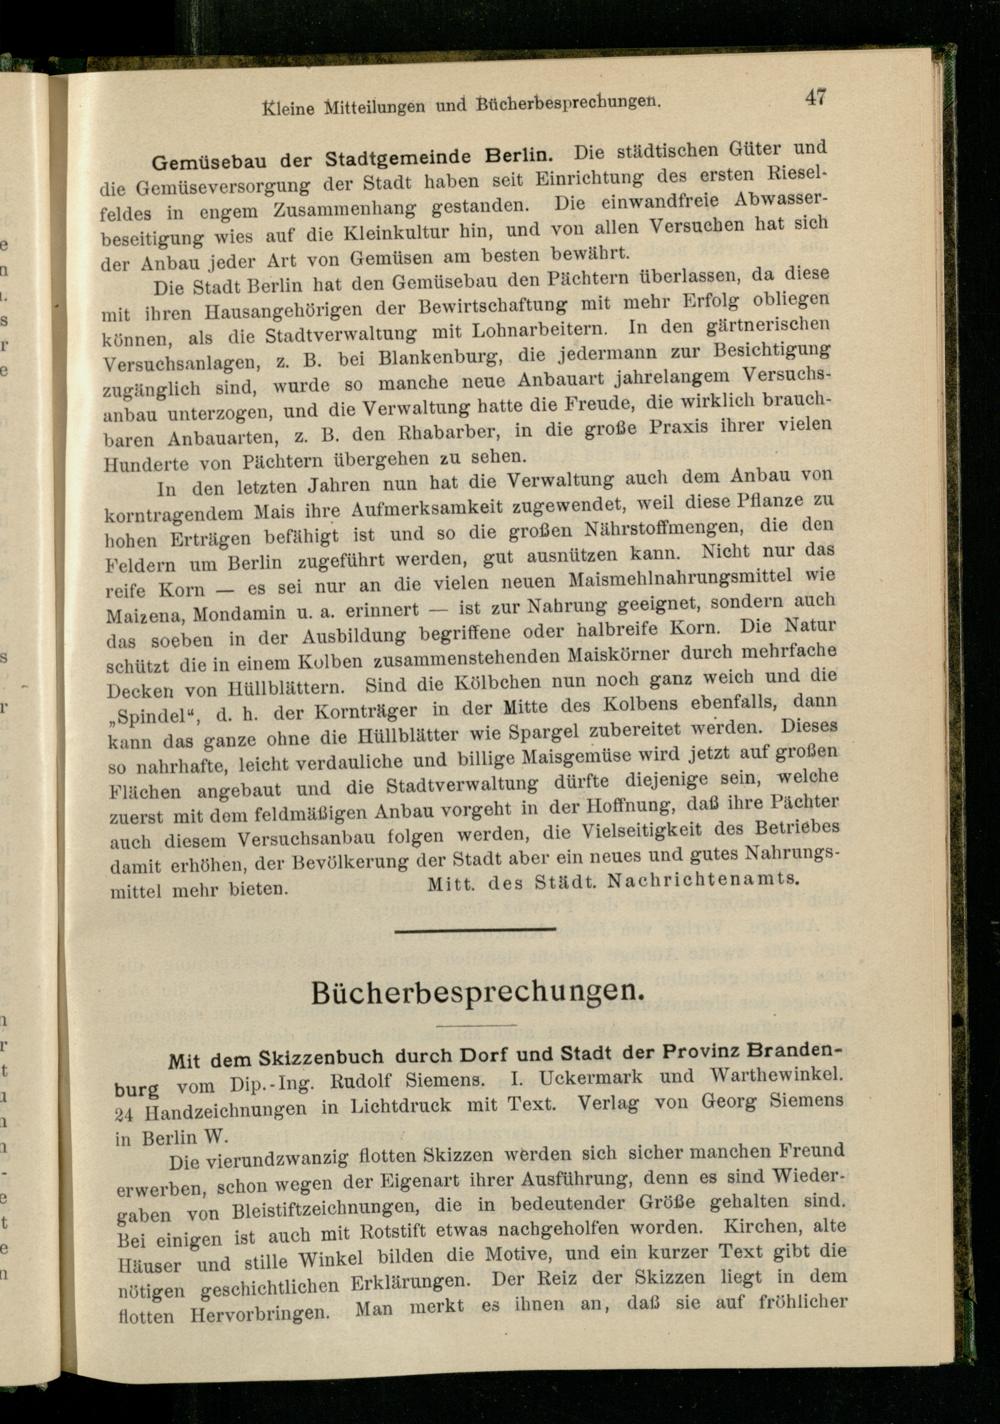 Kleine Mitteilungen und Bücherbesprechungen. 47
Gemüsebau der Stadtgemeinde Berlin. Die städtischen Güter und
die Gemüseversorgung der Stadt haben seit Einrichtung des ersten Riesel-
feldes in engem Zusammenhang gestanden. Die einwandfreie Abwasser-
beseitigung wies auf die Kleinkultur hin, und von allen Versuchen hat sich
der Anbau jeder Art von Gemüsen am besten bewährt.
Die Stadt Berlin hat den Gemüsebau den Pächtern überlassen, da diese
mit ihren Hausangehörigen der Bewirtschaftung mit mehr Erfolg obliegen
können, als die Stadtverwaltung mit Lohnarbeitern. In den gärtnerischen
Versuchsanlagen, z. B. bei Blankenburg, die jedermann zur Besichtigung
zugänglich sind, wurde so manche neue Anbauart jahrelangem Versuchs-
anbau unterzogen, und die Verwaltung hatte die Freude, die wirklich brauch-
baren Anbauarten, z. B. den Rhabarber, in die große Praxis ihrer vielen
Hunderte von Pächtern übergehen zu sehen.
In den letzten Jahren nun hat die Verwaltung auch dem Anbau von
korntragendem Mais ihre Aufmerksamkeit zugewendet, weil diese Pflanze zu
hohen Erträgen befähigt ist und so die großen Nährstoffmengen, die den
Feldern um Berlin zugeführt werden, gut ausnützen kann. Nicht nur das
reife Korn — es sei nur an die vielen neuen Maismehlnahrungsmittel wie
Maizena, Mondamin u. a. erinnert — ist zur Nahrung geeignet, sondern auch
das soeben in der Ausbildung begriffene oder halbreife Korn. Die Natur
schützt die in einem Kolben zusammenstehenden Maiskörner durch mehrfache
Decken von Hüllblättern. Sind die Kölbchen nun noch ganz weich und die
„Spindel“, d. h. der Kornträger in der Mitte des Kolbens ebenfalls, dann
kann das ganze ohne die Hüllblätter wie Spargel zubereitet werden. Dieses
so nahrhafte, leicht verdauliche und billige Maisgemüse wird jetzt auf großen
Flächen angebaut und die Stadtverwaltung dürfte diejenige sein, welche
zuerst mit dem feldmäßigen Anbau vorgeht in der Hoffnung, daß ihre Pächter
auch diesem Versuchsanbau folgen werden, die Vielseitigkeit des Betriebes
damit erhöhen, der Bevölkerung der Stadt aber ein neues und gutes Nahrungs-
mittel mehr bieten. Mitt. des Städt. Nachrichtenamts.
Bücherbesprechungen.
Mit dem Skizzenbuch durch Dorf und Stadt der Provinz Branden-
burg vom Dip.-Ing. Rudolf Siemens. I. Uckermark und Warthewinkel.
24 Handzeichnungen in Lichtdruck mit Text. Verlag von Georg Siemens
in Berlin W.
Die vierundzwanzig flotten Skizzen werden sich sicher manchen Freund
erwerben, schon wegen der Eigenart ihrer Ausführung, denn es sind Wieder-
gaben von Bleistiftzeichnungen, die in bedeutender Größe gehalten sind.
Bei einigen ist auch mit Rotstift etwas nachgeholfen worden. Kirchen, alte
Häuser und stille Winkel bilden die Motive, und ein kurzer Text gibt die
nötigen geschichtlichen Erklärungen. Der Reiz der Skizzen liegt in dem
flotten Hervorbringen. Man merkt es ihnen an, daß sie auf fröhlicher